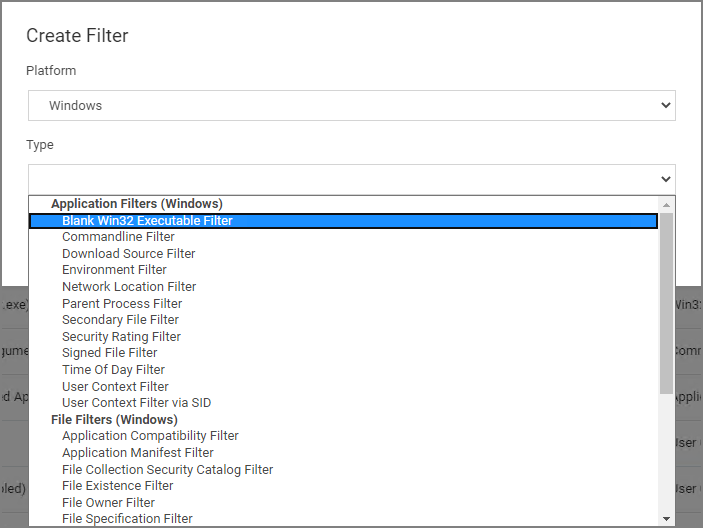 Create Filter
Platform
Windows
Type
Application Filters (Windows)
Blank Win32 Executable Filter
Commandline Filter
Download Source Filter
Environment Filter
Network Location Filter
.exe)
Win3
Parent Process Filter
Secondary File Filter
Security Rating Filter
Signed File Filter
gume
Comm
Time Of Day Filter
User Context Filter
ed Ap
Applic
User Context Filter via SID
File Filters (Windows)
Application Compatibility Filter
User
Application Manifest Filter
File Collection Security Catalog Filter
File Existence Filter
bled)
User
File Owner Filter
File Specification Filter